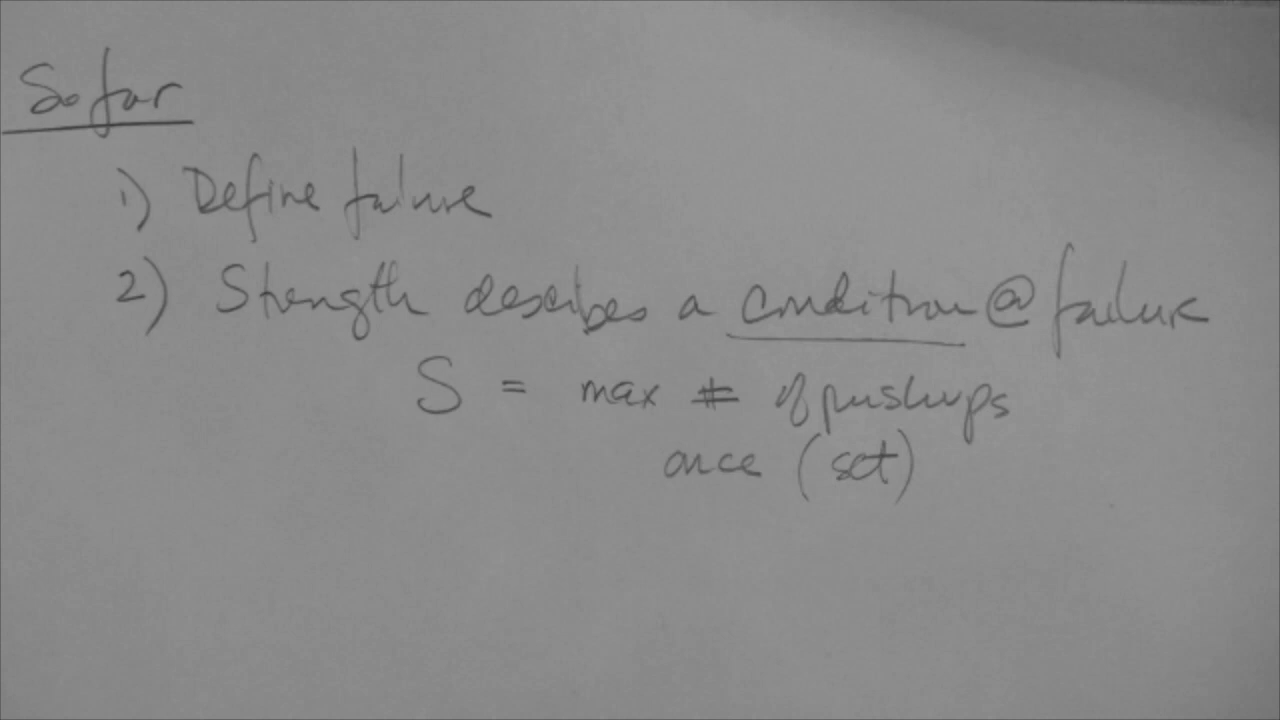 So far
1) Define failure
2) Strength describes a condition @ failure
S = max # of pushups
once (set)